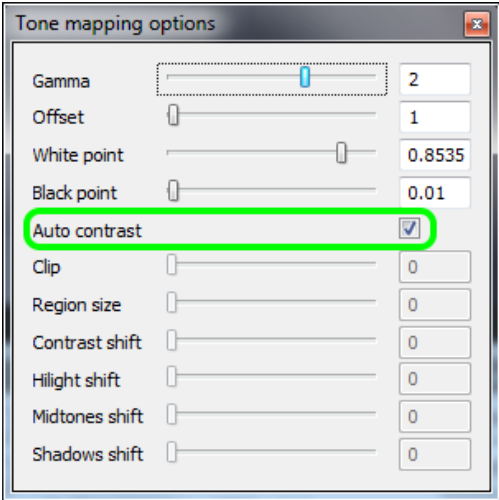 Tone mapping options
Gamma 2
Offset 1
White point 0.8535
Black point 0.01
Auto contrast
Clip 0
Region size 0
Contrast shift 0
Hilight shift 0
Midtones shift 0
Shadows shift 0